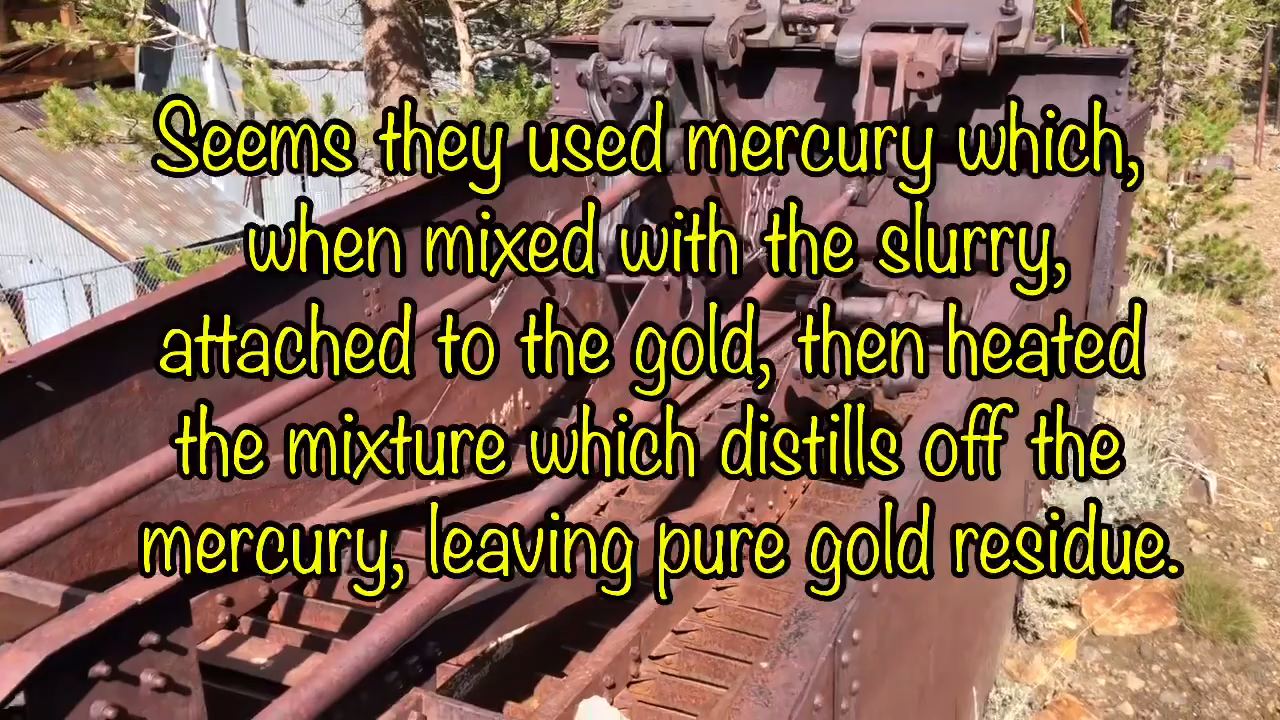 Seems they used mercury which,
when mixed with the slurry,
attached to the gold, then heated
the mixture which distills off the
mercury, leaving pure gold residue.